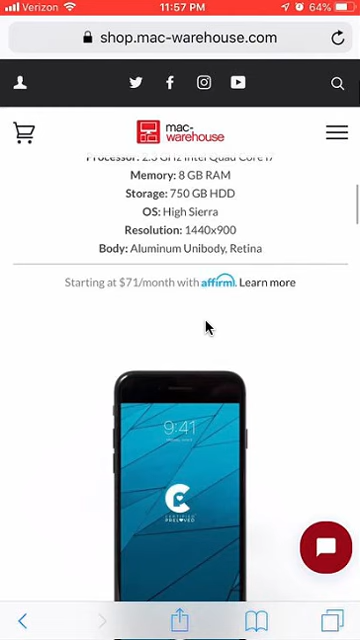 Verizon 11:57 PM 64%
shop.mac-warehouse.com
mac-
warehouse
Processor: 2.3 GHz Intel Quad Core i7
Memory: 8 GB RAM
Storage: 750 GB HDD
OS: High Sierra
Resolution: 1440x900
Body: Aluminum Unibody, Retina
Starting at $71/month with affirm. Learn more
9:41
CERTIFIED
PRELOVED